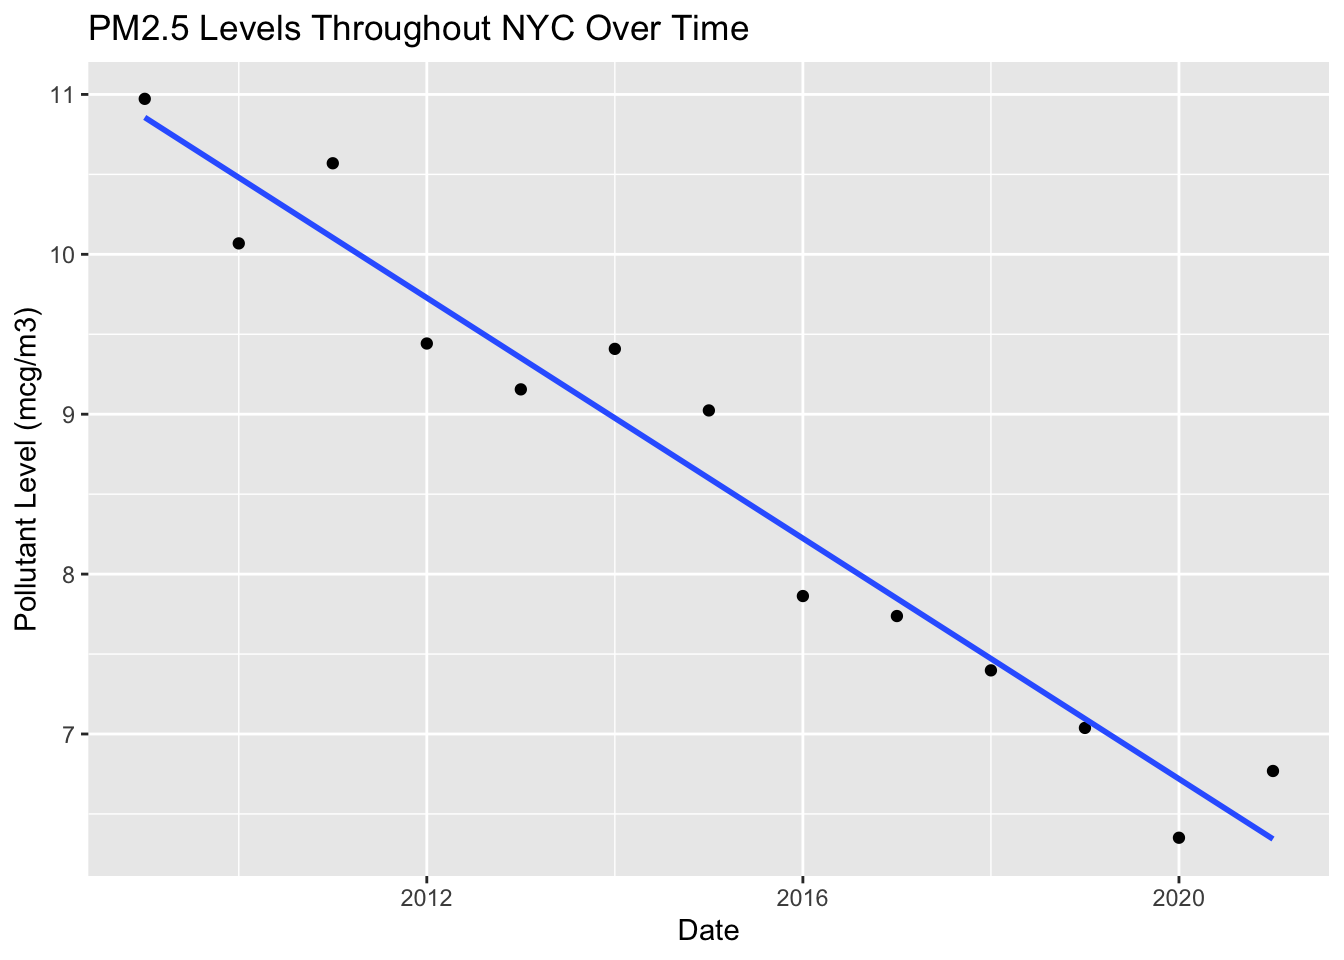 PM2.5 Levels Throughout NYC Over Time
11
10
9
8
7
Pollutant Level (mcg/m3)
2012
2016
2020
Date